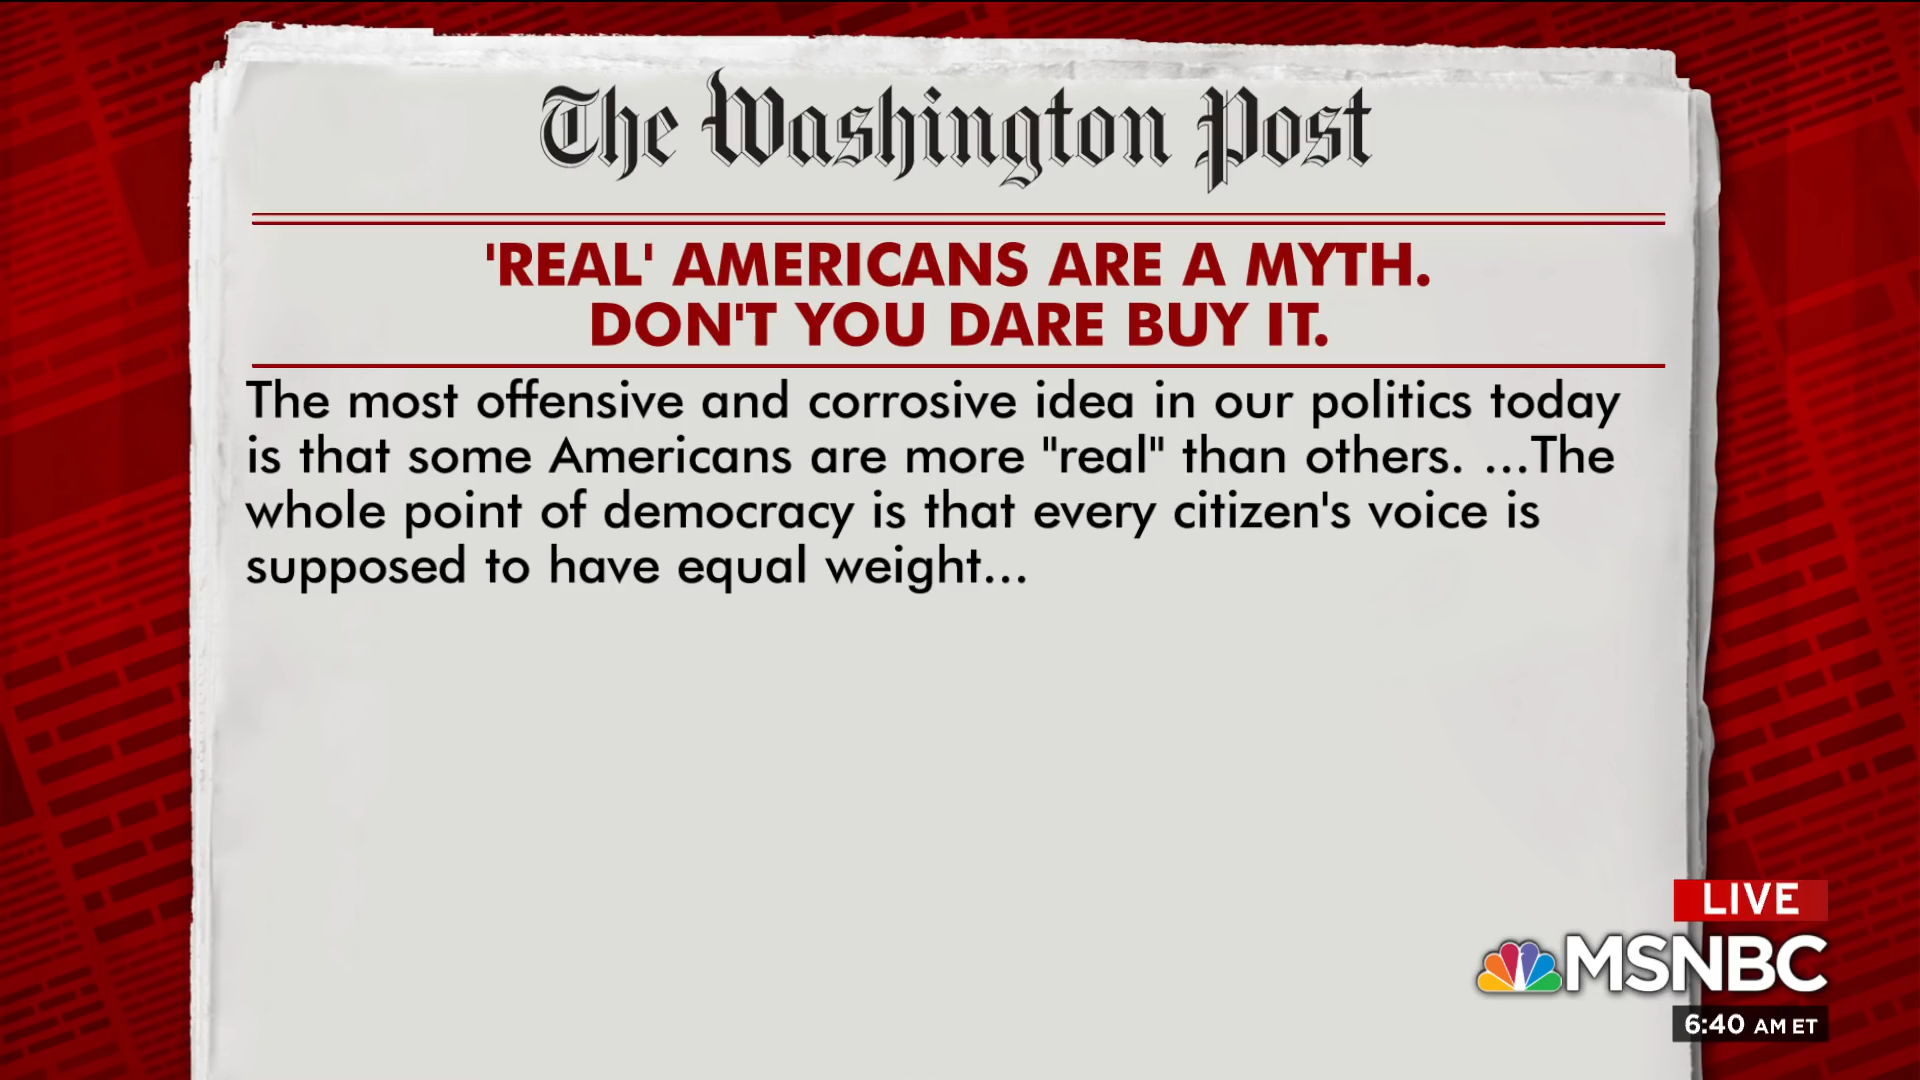 The Washington Post
'REAL' AMERICANS ARE A MYTH.
DON'T YOU DARE BUY IT.
The most offensive and corrosive idea in our politics today
is that some Americans are more "real" than others. ...The
whole point of democracy is that every citizen's voice is
supposed to have equal weight...
LIVE
MSNBC
6:40 AM ET